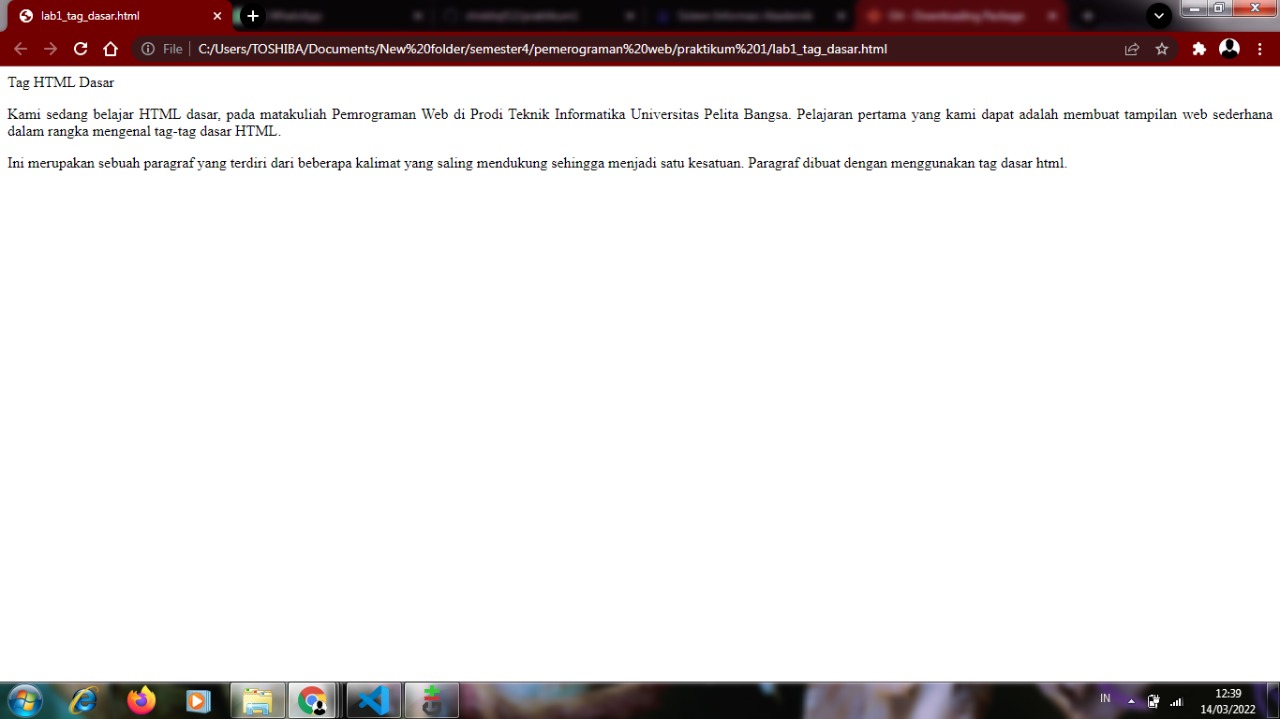 lab1_tag_dasar.html
WhatsApp
File
C:/Users/TOSHIBA/Documents/New%20folder/semester4/pemerograman%20web/praktikum%201/lab1_tag_dasar.html
Tag HTML Dasar
Kami sedang belajar HTML dasar, pada matakuliah Pemrograman Web di Prodi Teknik Informatika Universitas Pelita Bangsa. Pelajaran pertama yang kami dapat adalah membuat tampilan web sederhana
dalam rangka mengenal tag-tag dasar HTML.
Ini merupakan sebuah paragraf yang terdiri dari beberapa kalimat yang saling mendukung sehingga menjadi satu kesatuan. Paragraf dibuat dengan menggunakan tag dasar html.
IN
12:39
14/03/2022